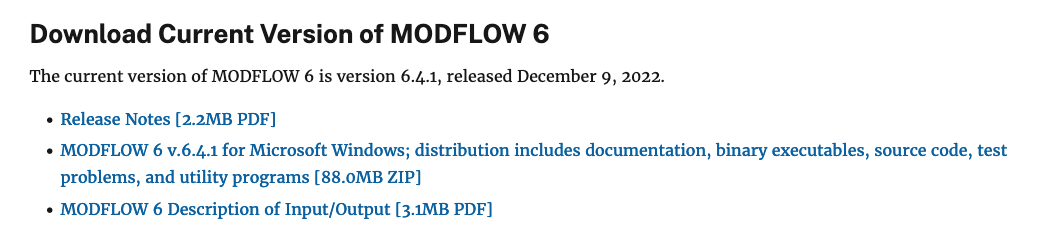 Download Current Version of MODFLOW 6
The current version of MODFLOW 6 is version 6.4.1, released December 9, 2022.
• Release Notes [2.2MB PDF]
• MODFLOW 6 v.6.4.1 for Microsoft Windows; distribution includes documentation, binary executables, source code, test
problems, and utility programs [88.0MB ZIP]
• MODFLOW 6 Description of Input/Output [3.1MB PDF]